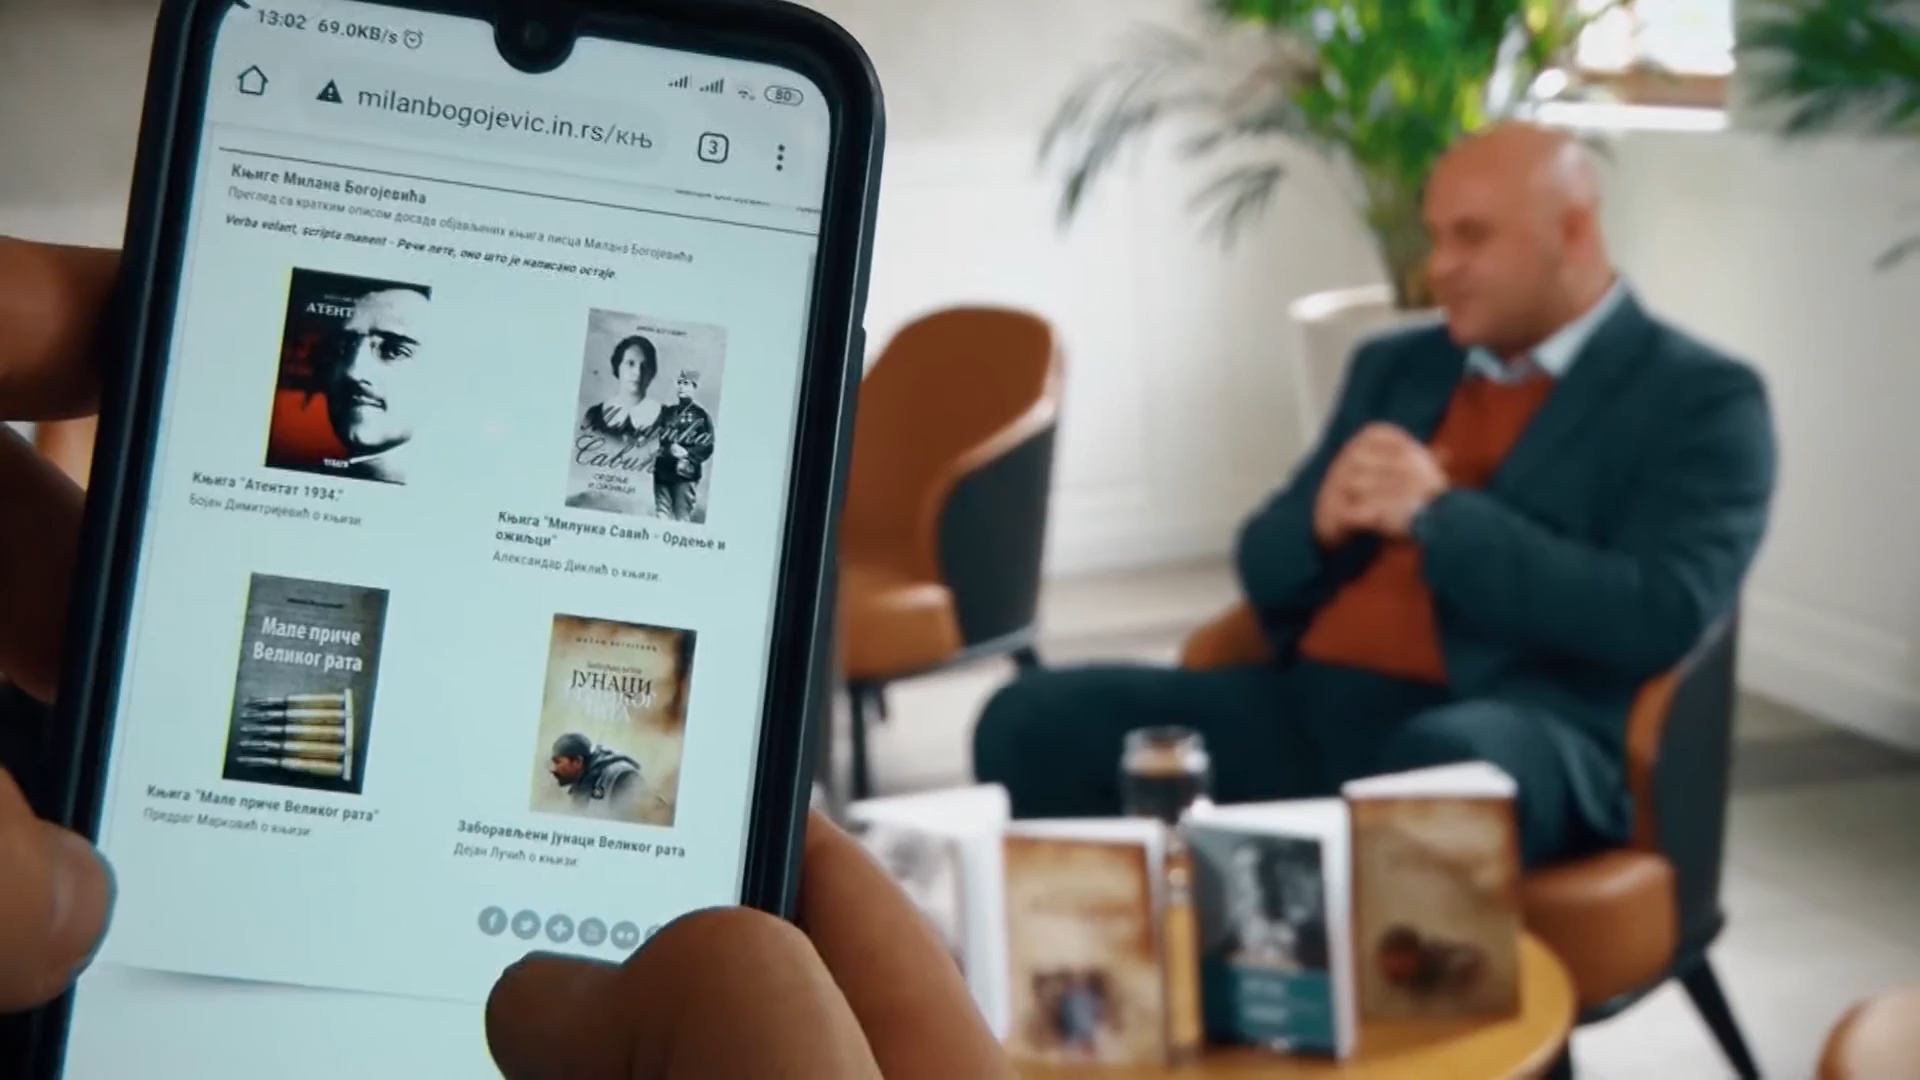 13:02 69.0KB/s
80
milanbogojevic.in.rs/књ
3
Књиге Милана Богојевића
Преглед са кратким описом досада објављених књига писца Милана Богојевића
Verba volant, scripta manent - Речи лете, оно што је написано остаје
АТЕНТ
Савић
ОРДЕЊЕ
И ОЖИЉЦИ
Књига "Атентат 1934."
Бојан Димитријевић о књизи.
Књига "Милунка Савић - Ордење и
ожиљци"
Александар Диклић о књизи.
Мале приче
Великог рата
ЈУНАЦИ
Књига "Мале приче Великог рата"
Предраг Марковић о књизи.
Заборављени јунаци Великог рата
Дејан Лучић о књизи.